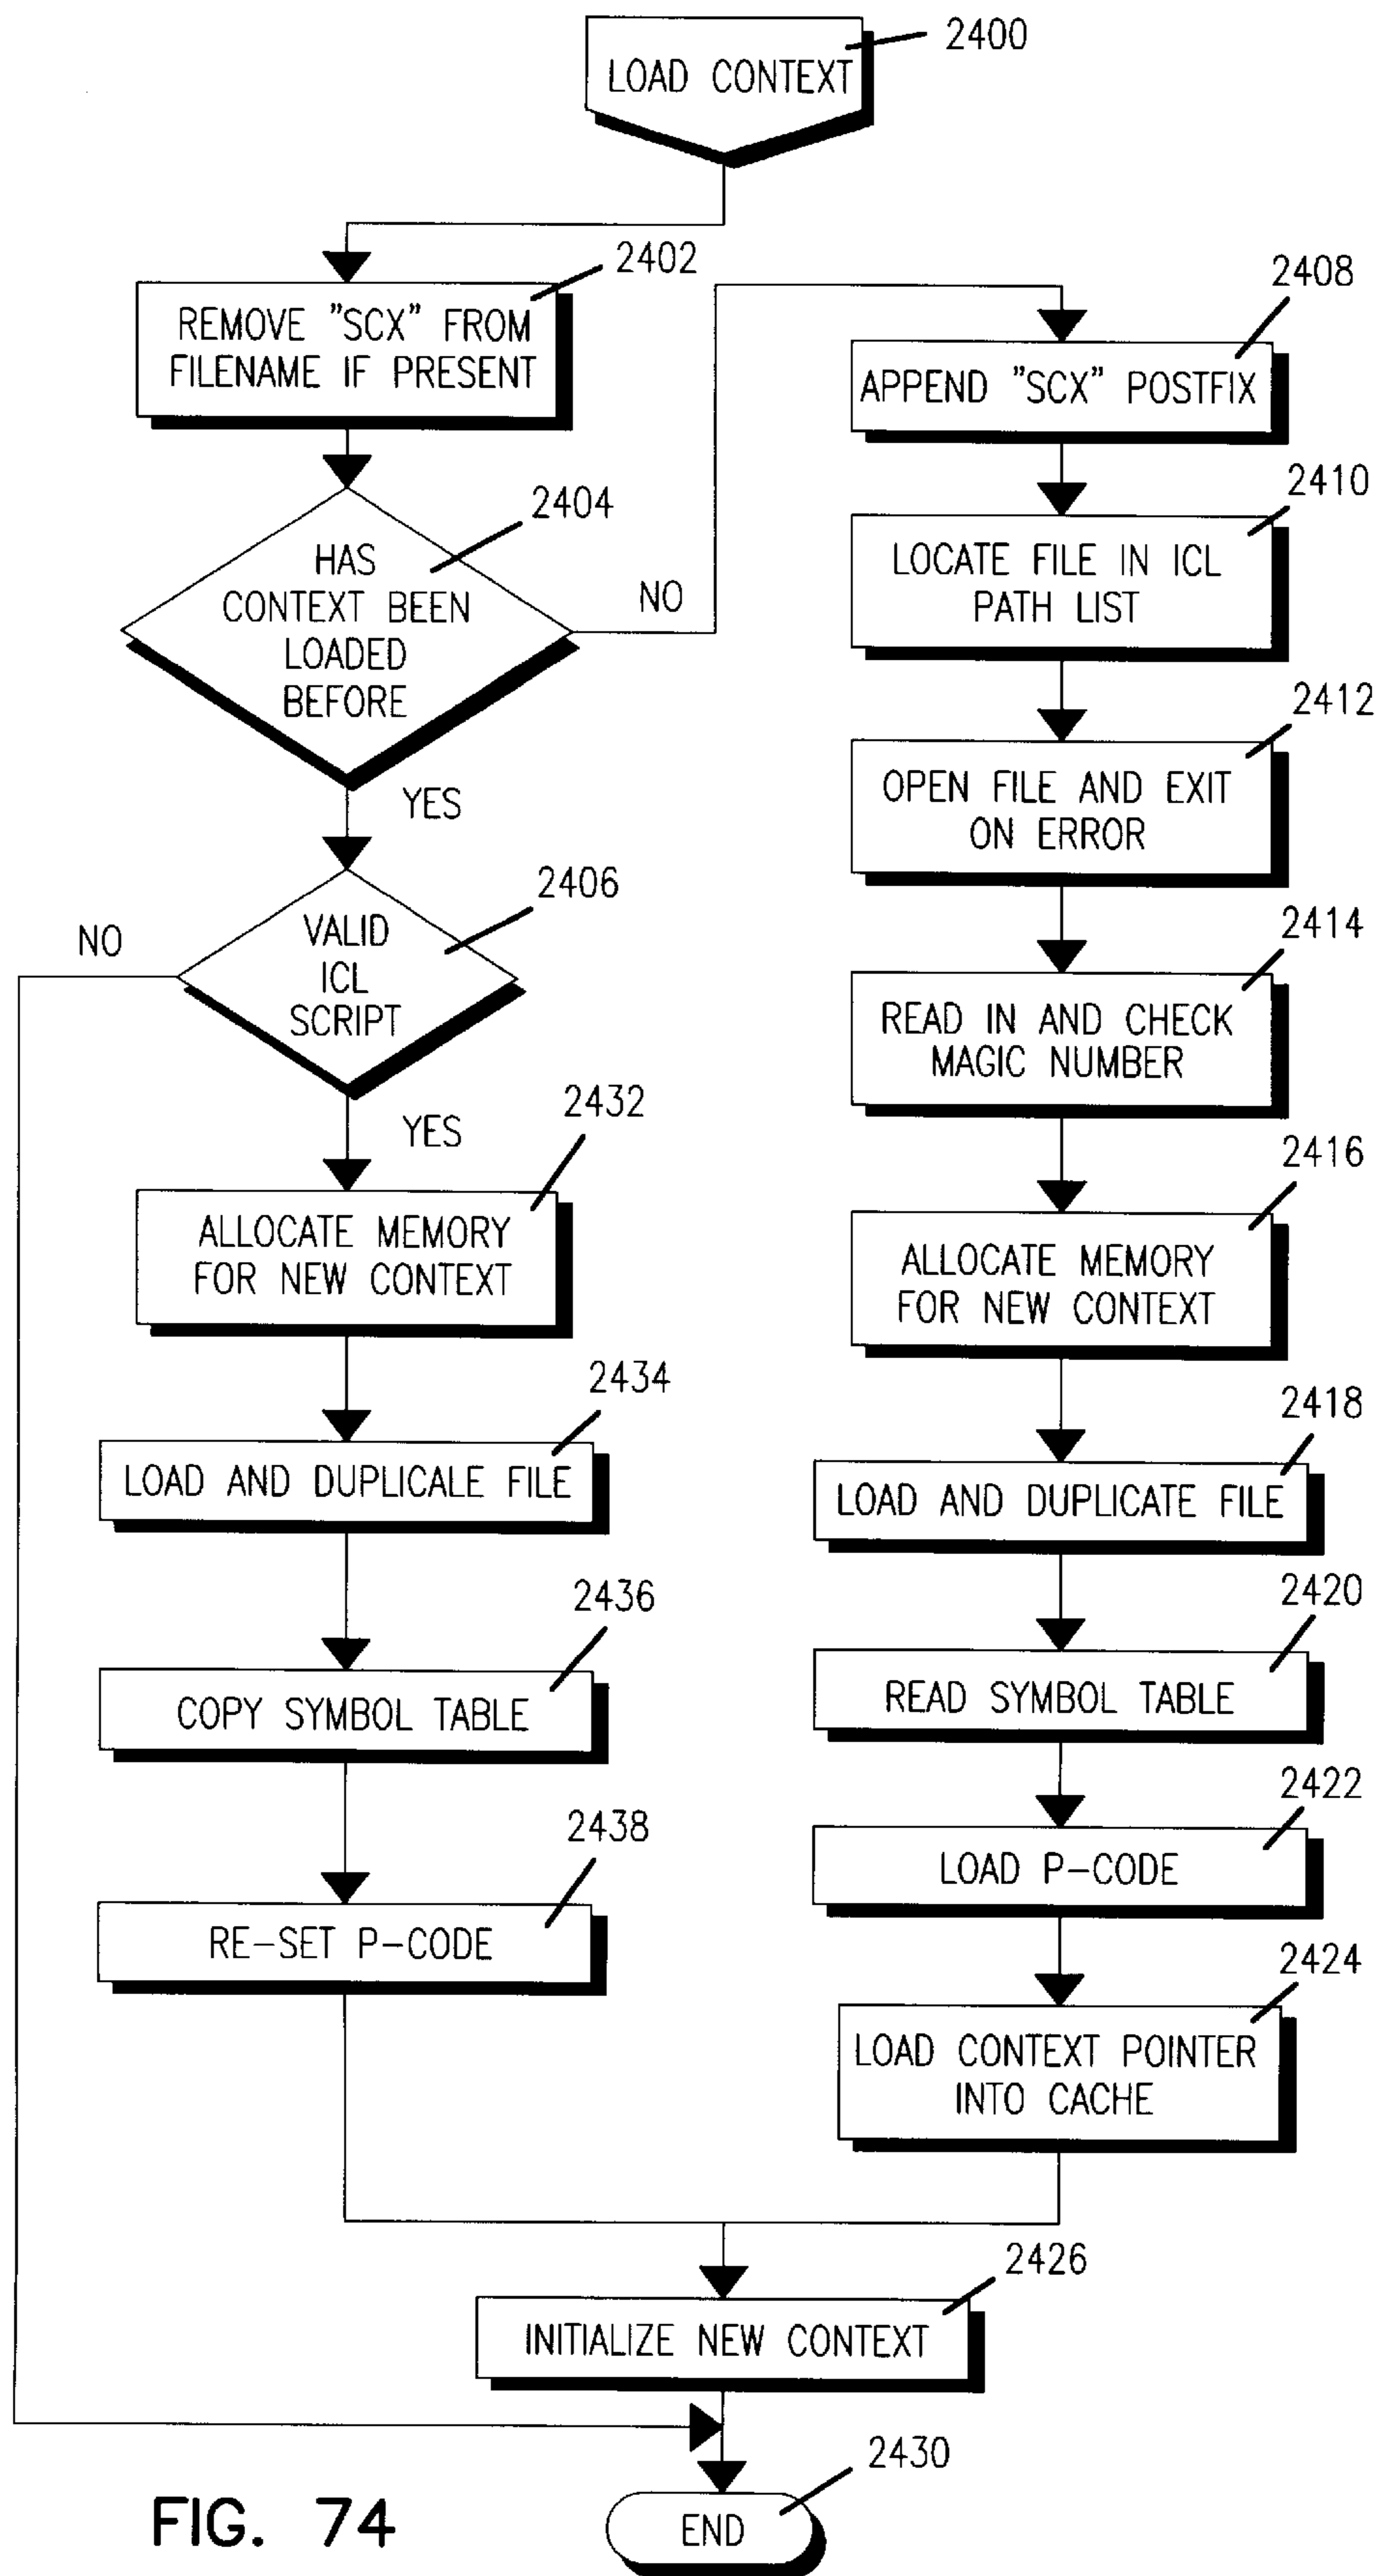 2400
LOAD CONTEXT
2402
REMOVE "SCX" FROM
FILENAME IF PRESENT
2404
HAS
CONTEXT BEEN
LOADED
BEFORE
NO
YES
2406
VALID
ICL
SCRIPT
NO
YES
2432
ALLOCATE MEMORY
FOR NEW CONTEXT
2434
LOAD AND DUPLICALE FILE
2436
COPY SYMBOL TABLE
2438
RE-SET P-CODE
2408
APPEND "SCX" POSTFIX
2410
LOCATE FILE IN ICL
PATH LIST
2412
OPEN FILE AND EXIT
ON ERROR
2414
READ IN AND CHECK
MAGIC NUMBER
2416
ALLOCATE MEMORY
FOR NEW CONTEXT
2418
LOAD AND DUPLICATE FILE
2420
READ SYMBOL TABLE
2422
LOAD P-CODE
2424
LOAD CONTEXT POINTER
INTO CACHE
2426
INITIALIZE NEW CONTEXT
2430
END
FIG. 74